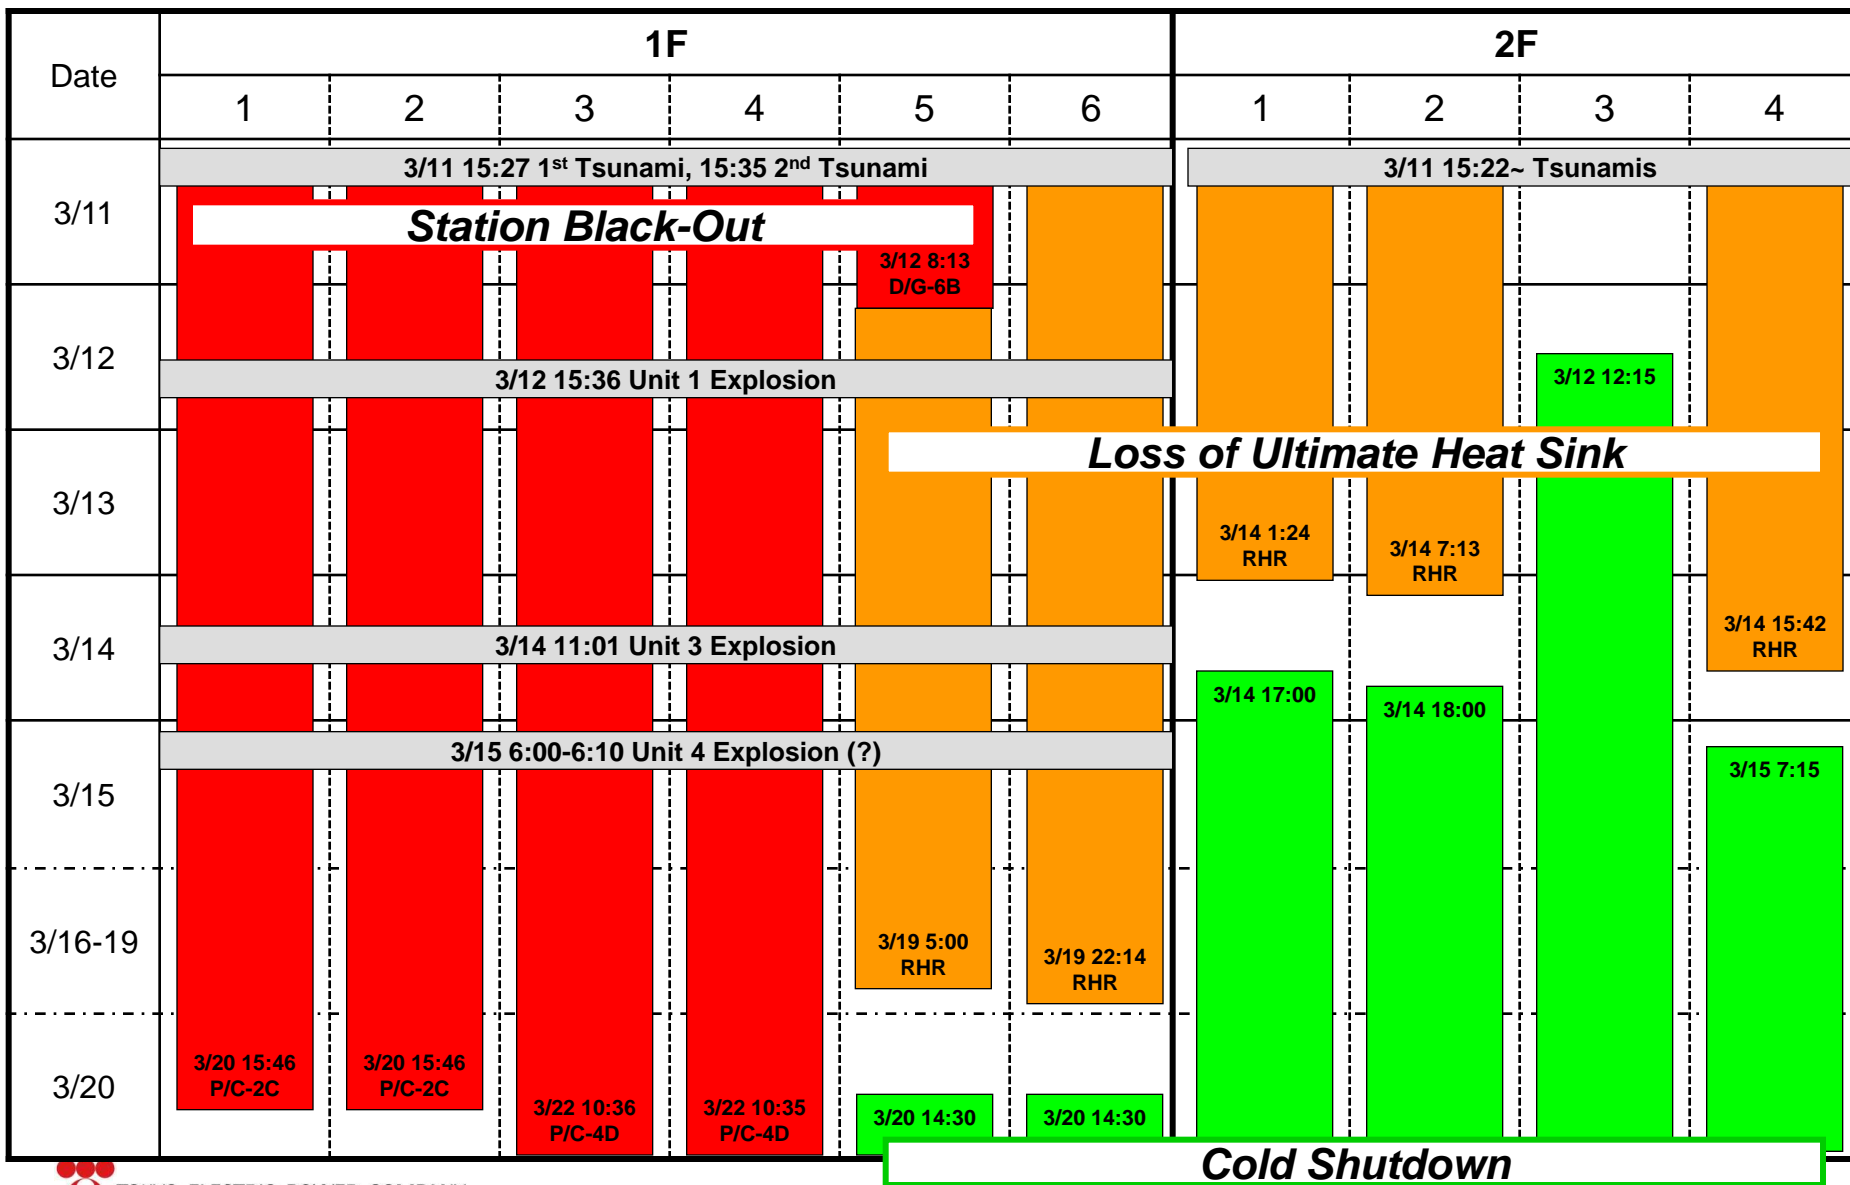 Date
1F
2F
1 2 3 4 5 6 1 2 3 4
3/11 15:27 1st Tsunami, 15:35 2nd Tsunami
3/11 15:22~ Tsunamis
3/11
Station Black-Out
3/12 8:13
D/G-6B
3/12
3/12 15:36 Unit 1 Explosion
3/12 12:15
Loss of Ultimate Heat Sink
3/13
3/14 1:24
RHR
3/14 7:13
RHR
3/14
3/14 11:01 Unit 3 Explosion
3/14 15:42
RHR
3/14 17:00
3/14 18:00
3/15 6:00-6:10 Unit 4 Explosion (?)
3/15 7:15
3/15
3/16-19
3/19 5:00
RHR
3/19 22:14
RHR
3/20
3/20 15:46
P/C-2C
3/20 15:46
P/C-2C
3/22 10:36
P/C-4D
3/22 10:35
P/C-4D
3/20 14:30
3/20 14:30
Cold Shutdown
TOKYO ELECTRIC POWER COMPANY